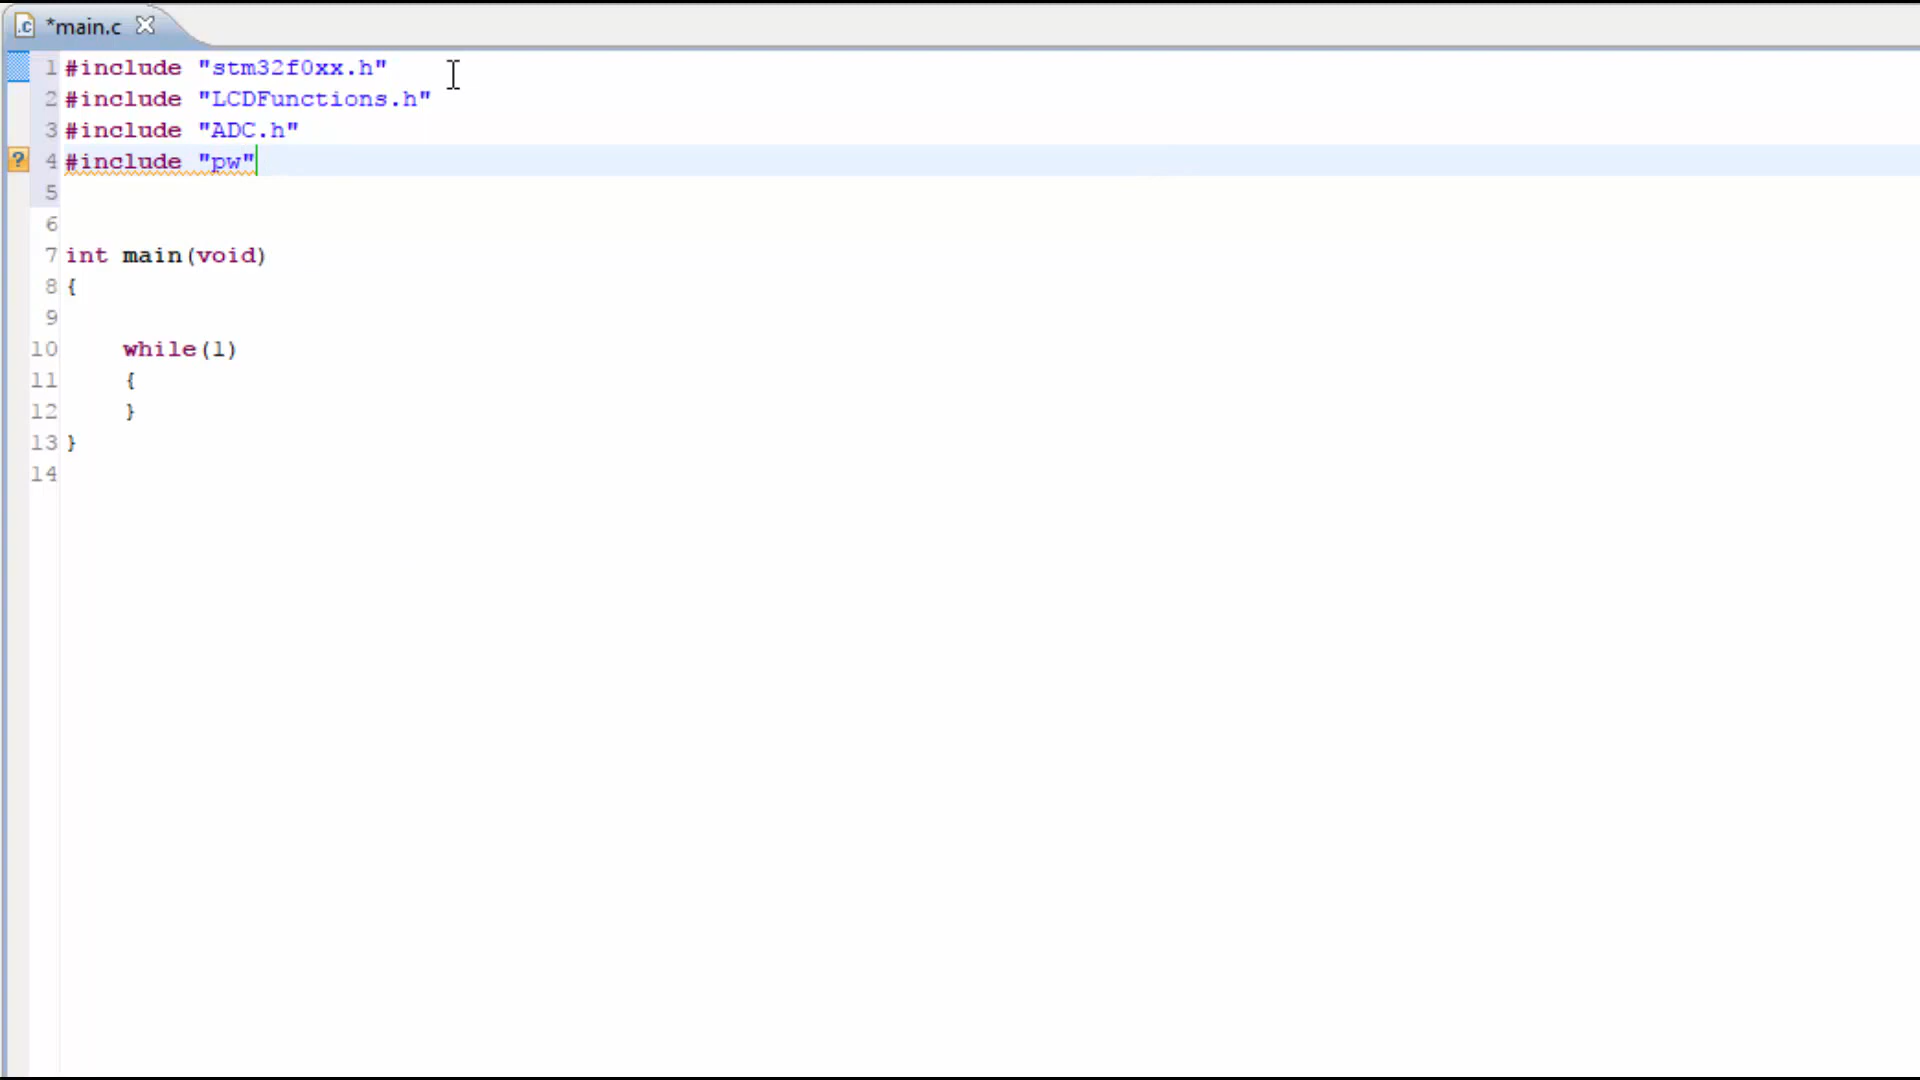 *main.c
1 #include "stm32f0xx.h"
2 #include "LCDFunctions.h"
3 #include "ADC.h"
? 4 #include "pw"
5
6
7 int main(void)
8 {
9
10     while(1)
11     {
12     }
13 }
14